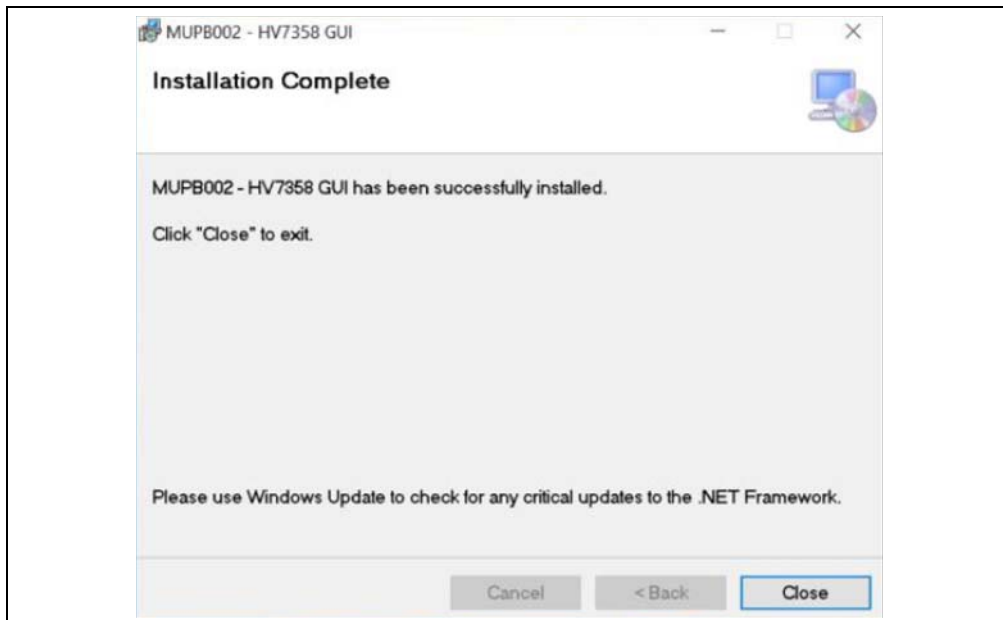 MUPB002 - HV7358 GUI
Installation Complete
MUPB002 - HV7358 GUI has been successfully installed.
Click "Close" to exit.
Please use Windows Update to check for any critical updates to the .NET Framework.
Cancel
< Back
Close